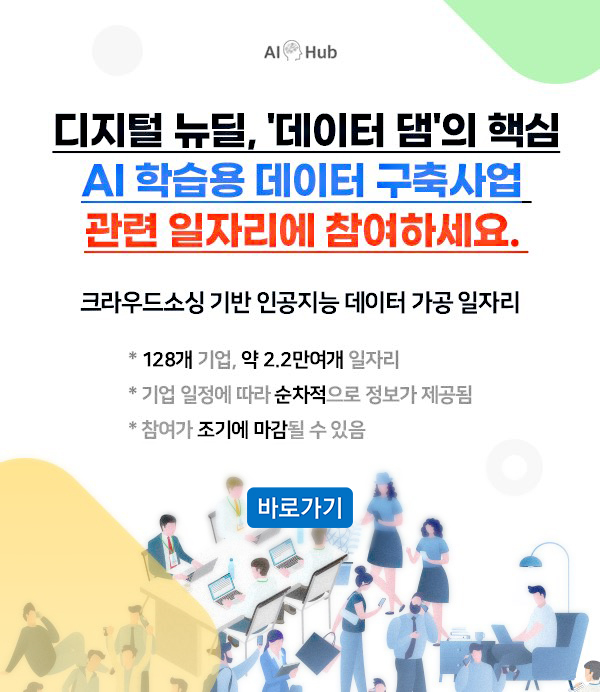 AI Hub
디지털 뉴딜, '데이터 댐'의 핵심
AI 학습용 데이터 구축사업
관련 일자리에 참여하세요.
크라우드소싱 기반 인공지능 데이터 가공 일자리
* 128개 기업, 약 2.2만여개 일자리
* 기업 일정에 따라 순차적으로 정보가 제공됨
* 참여가 조기에 마감될 수 있음
바로가기